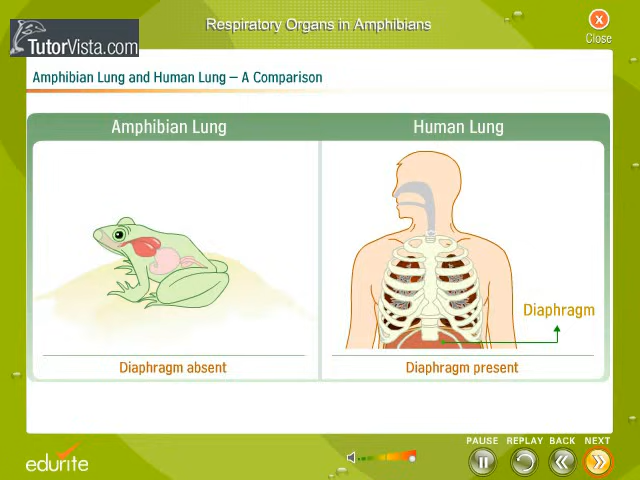 Respiratory Organs in Amphibians
Close
TutorVista.com
Amphibian Lung and Human Lung – A Comparison
Amphibian Lung
Human Lung
Diaphragm
Diaphragm absent
Diaphragm present
PAUSE REPLAY BACK NEXT
edurite